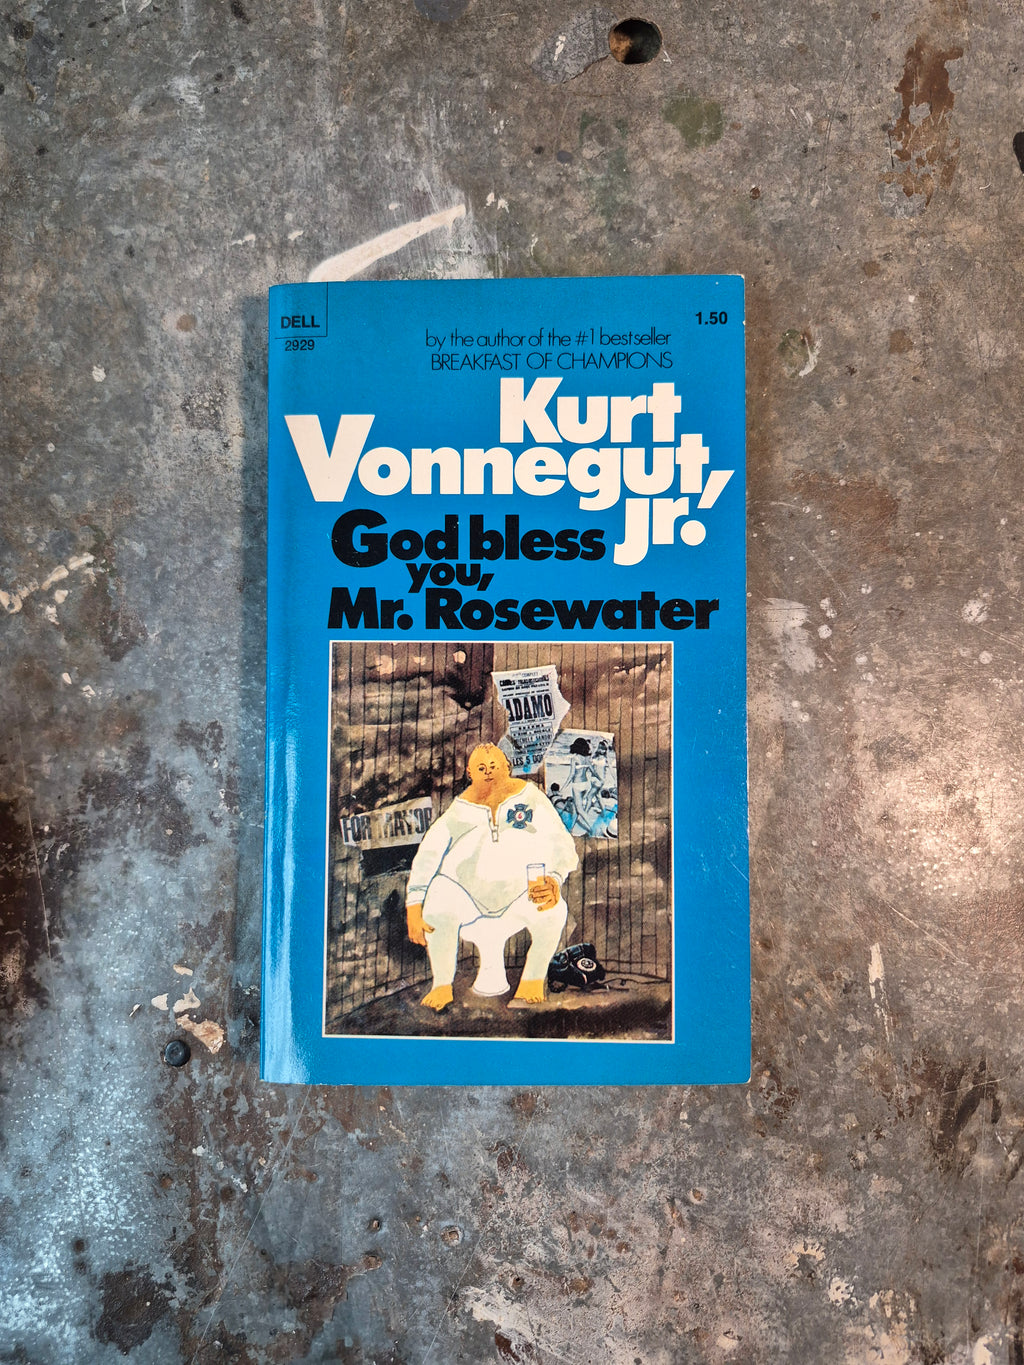 DELL
2929
1.50
by the author of the #1 bestseller
BREAKFAST OF CHAMPIONS
Kurt
Vonnegut,
jr.
God bless
you,
Mr. Rosewater
ADAMO
FOR MAYOR